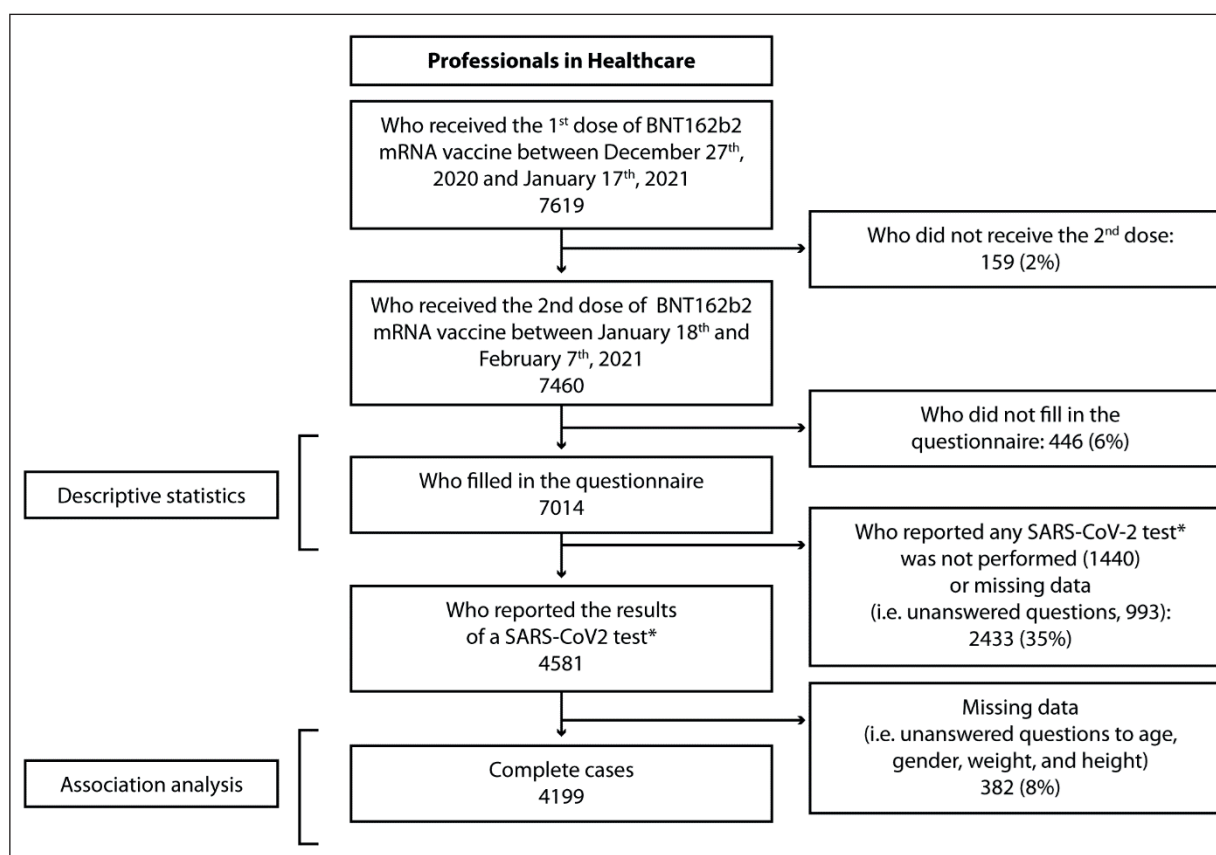 Professionals in Healthcare
Who received the 1st dose of BNT162b2
mRNA vaccine between December 27th,
2020 and January 17th, 2021
7619
Who did not receive the 2nd dose:
159 (2%)
Who received the 2nd dose of BNT162b2
mRNA vaccine between January 18th and
February 7th, 2021
7460
Who did not fill in the
questionnaire: 446 (6%)
Descriptive statistics
Who filled in the questionnaire
7014
Who reported any SARS-CoV-2 test*
was not performed (1440)
or missing data
(i.e. unanswered questions, 993):
2433 (35%)
Who reported the results
of a SARS-CoV2 test*
4581
Missing data
(i.e. unanswered questions to age,
gender, weight, and height)
382 (8%)
Association analysis
Complete cases
4199